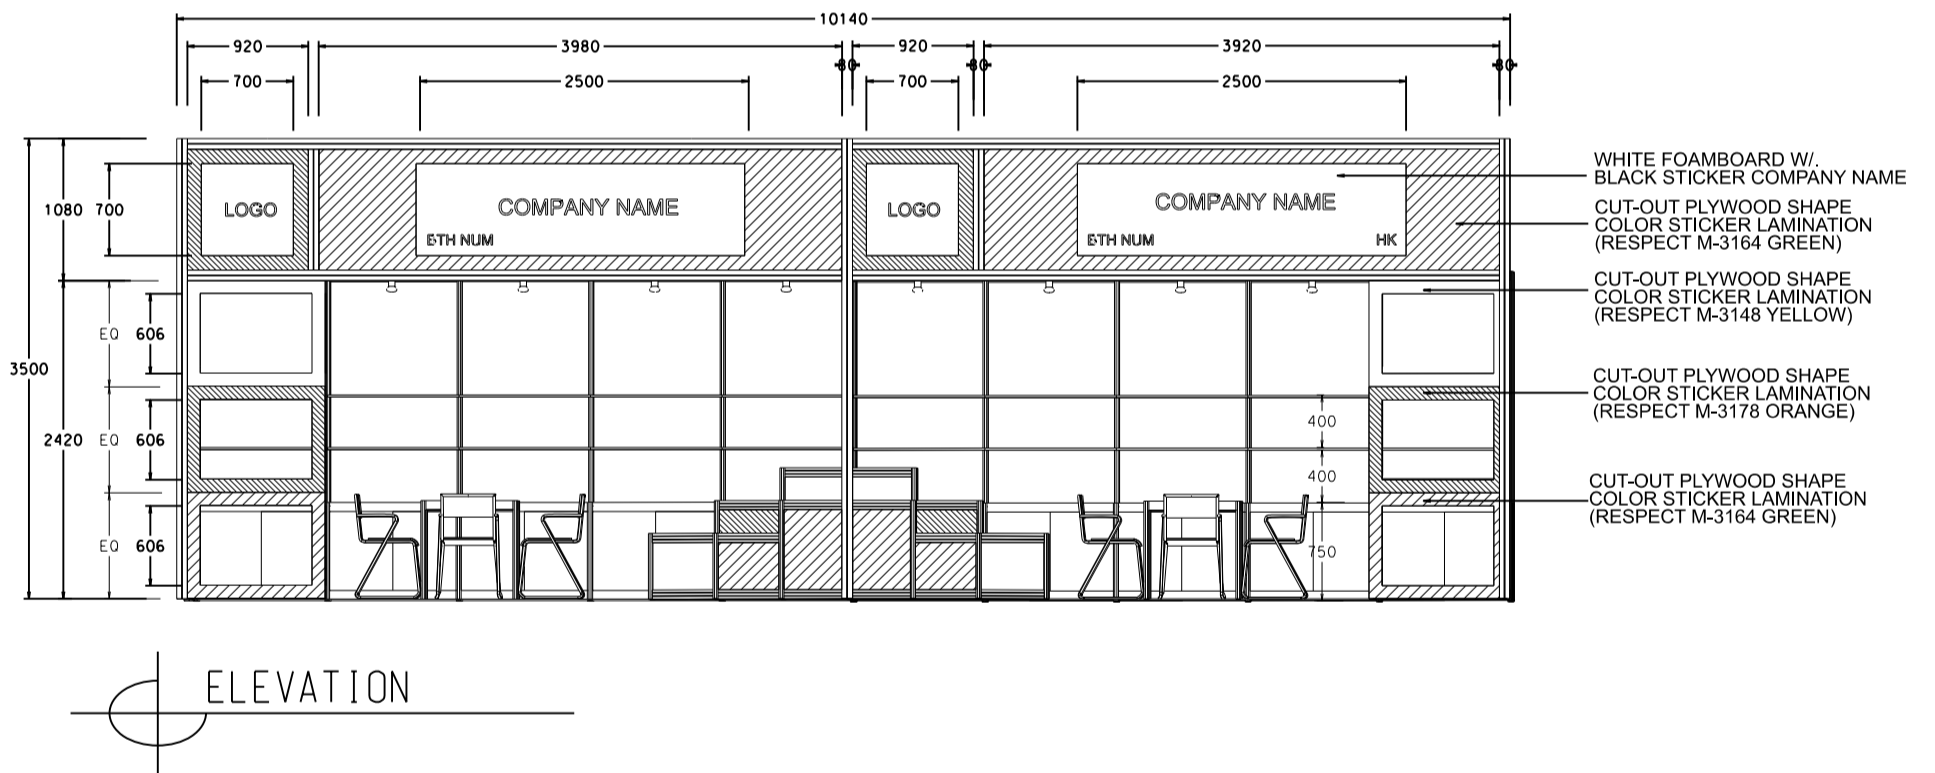 10140
920
3980
80
920
80
3920
80
700
2500
700
2500
1080
700
LOGO
COMPANY NAME
BTH NUM
LOGO
COMPANY NAME
BTH NUM
HK
WHITE FOAMBOARD W/.
BLACK STICKER COMPANY NAME
CUT-OUT PLYWOOD SHAPE
COLOR STICKER LAMINATION
(RESPECT M-3164 GREEN)
CUT-OUT PLYWOOD SHAPE
COLOR STICKER LAMINATION
(RESPECT M-3148 YELLOW)
CUT-OUT PLYWOOD SHAPE
COLOR STICKER LAMINATION
(RESPECT M-3178 ORANGE)
CUT-OUT PLYWOOD SHAPE
COLOR STICKER LAMINATION
(RESPECT M-3164 GREEN)
3500
2420
EQ
606
EQ
606
EQ
606
400
400
750
ELEVATION